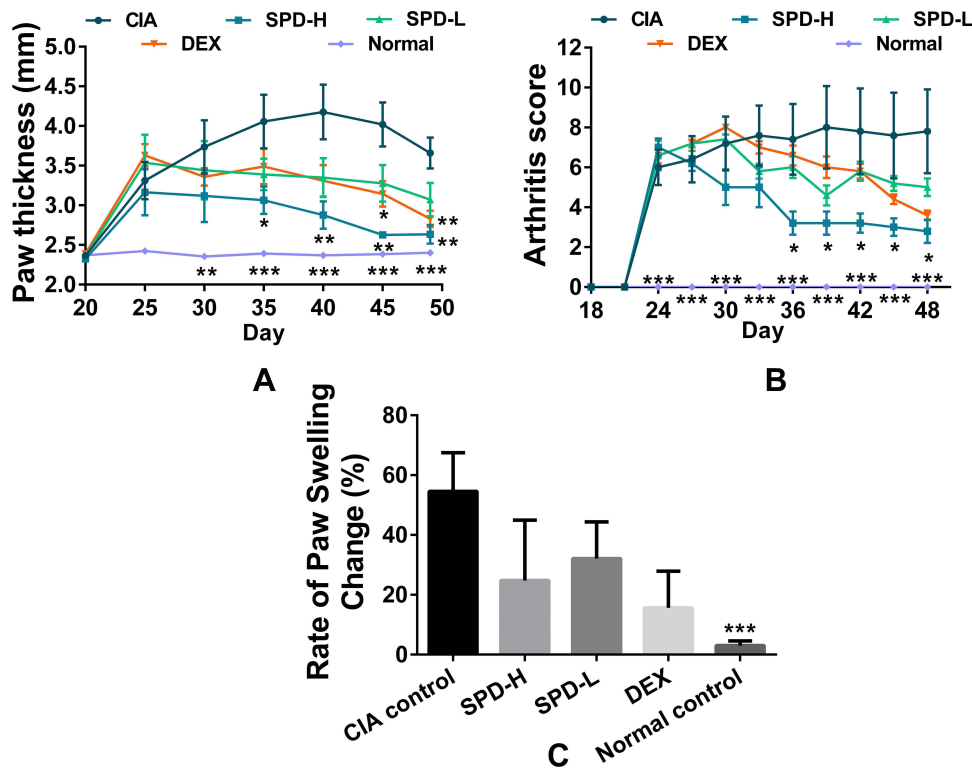 CIA SPD-H SPD-L
DEX Normal
Paw thickness (mm)
5.0
4.5
4.0
3.5
3.0
2.5
2.0
* ** * ** ** **
** *** *** *** ***
20 25 30 35 40 45 50
Day
A
CIA SPD-H SPD-L
DEX Normal
Arthritis score
12
10
8
6
4
2
0
* * * * *
*** *** *** *** *** *** *** *** ***
18 24 30 36 42 48
Day
B
Rate of Paw Swelling
Change (%)
80
60
40
20
0
***
CIA control SPD-H SPD-L DEX Normal control
C